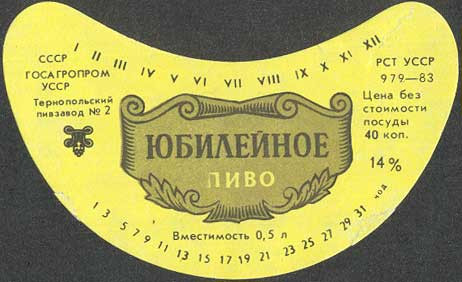 I II III IV V VI VII VIII IX X XI XII
СССР
ГОСАГРОПРОМ
УССР
Тернопольский
пивзавод № 2
РСТ УССР
979—83
Цена без
стоимости
посуды
40 коп.
14 %
ЮБИЛЕЙНОЕ
ПИВО
Вместимость 0,5 л
1 3 5 7 9 11 13 15 17 19 21 23 25 27 29 31 ход